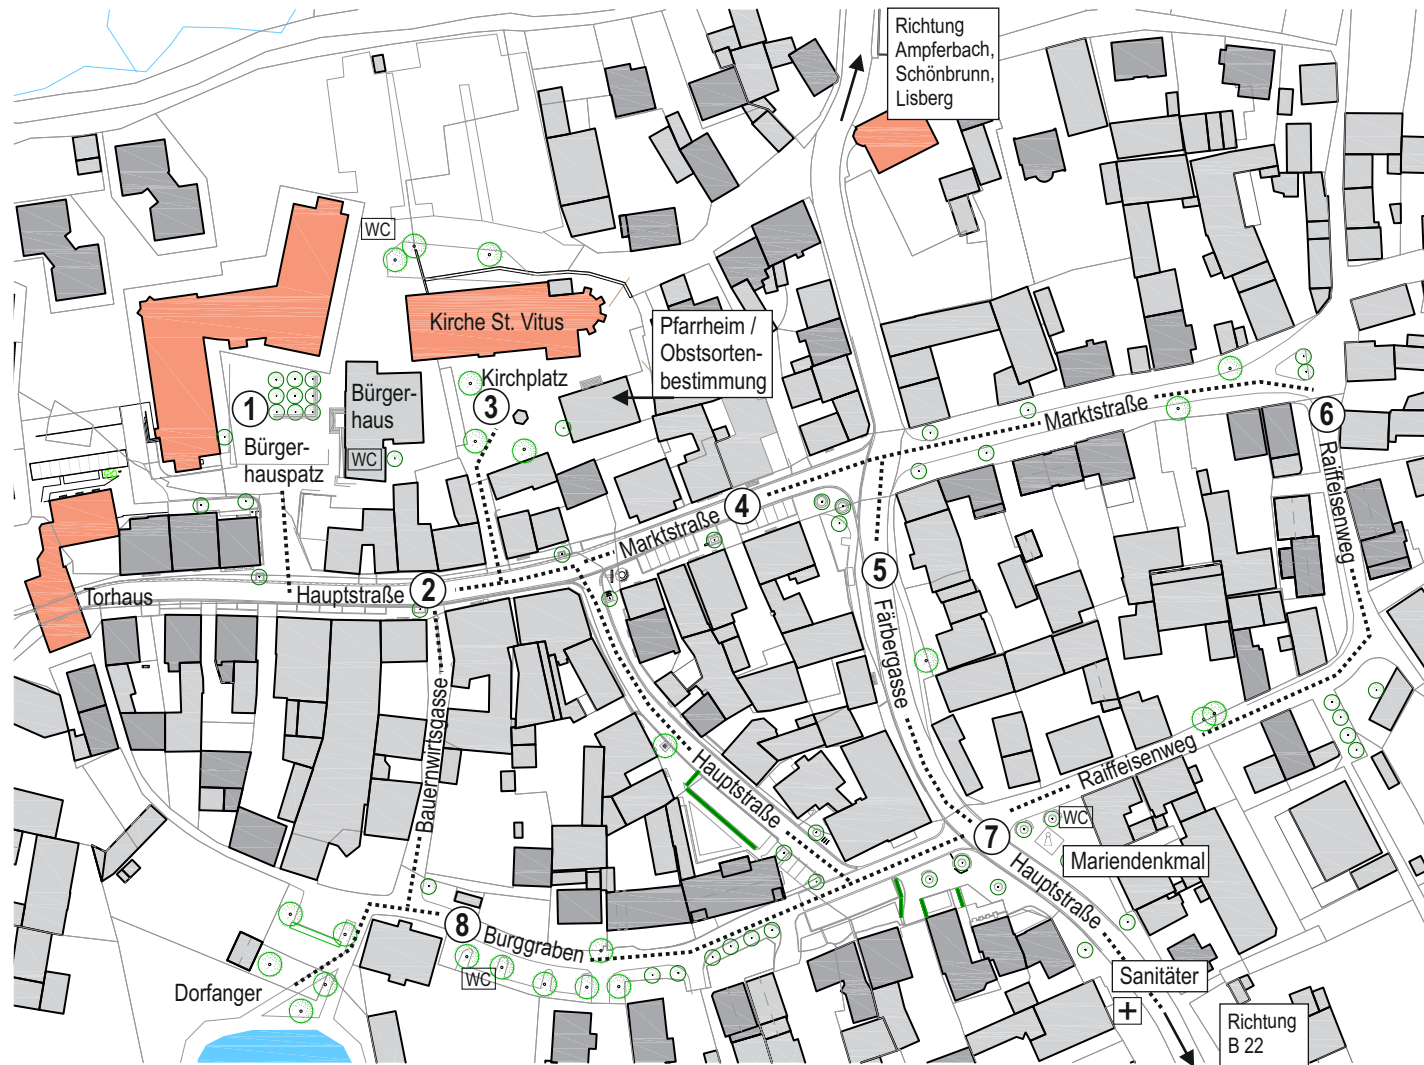 Richtung
Ampferbach,
Schönbrunn,
Lisberg
WC
Kirche St. Vitus
Pfarrheim /
Obstsorten-
bestimmung
Kirchplatz
Bürger-
haus
WC
1
Bürger-
hauspatz
3
Marktstraße
6
Raiffeisenweg
4
Marktstraße
5
Färbergasse
Torhaus
Hauptstraße
2
Bauernwirtsgasse
Hauptstraße
Raiffeisenweg
WC
7
Mariendenkmal
Hauptstraße
8
Burggraben
WC
Dorfanger
Sanitäter
+
Richtung
B 22